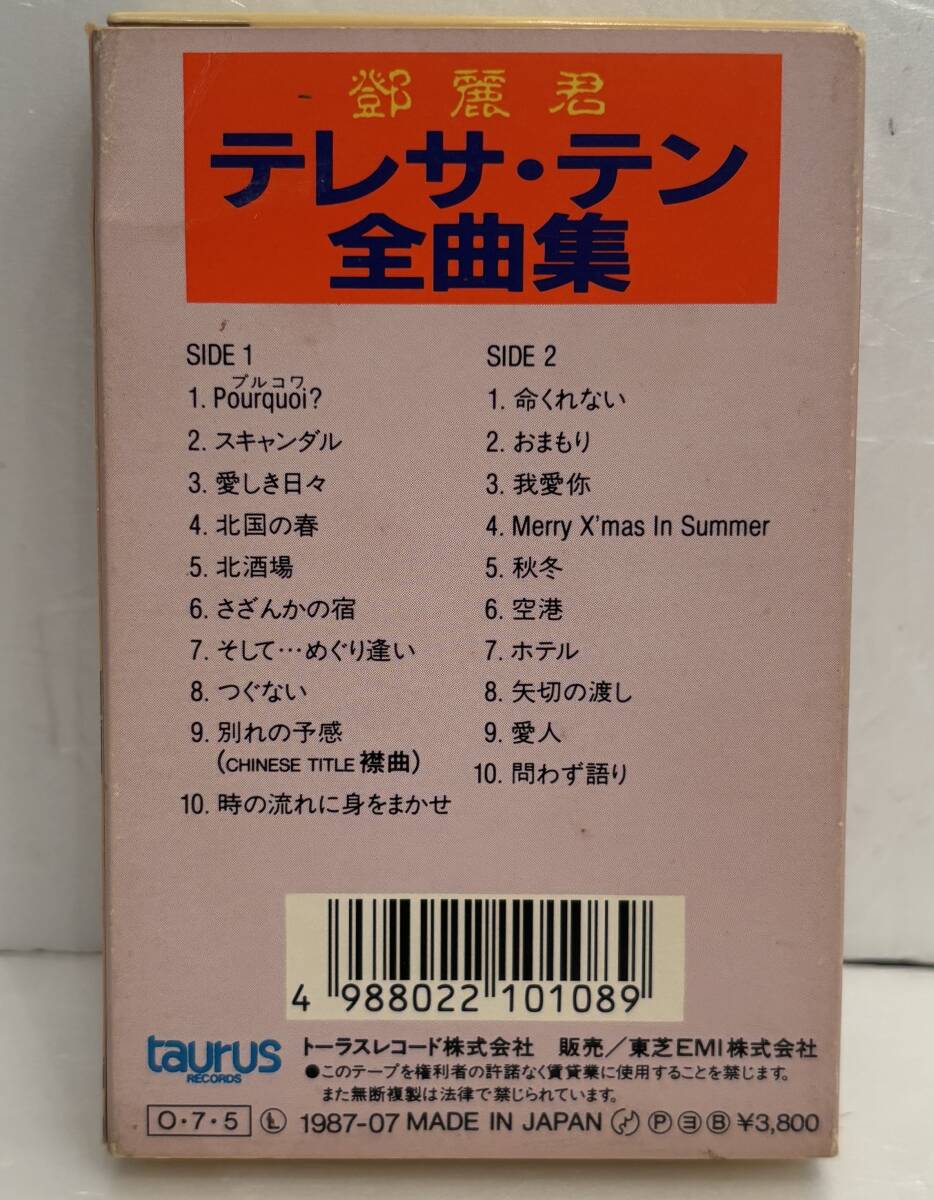 鄧麗君
テレサ・テン
全曲集
SIDE 1
プルコワ
1. Pourquoi?
2. スキャンダル
3. 愛しき日々
4. 北国の春
5. 北酒場
6. さざんかの宿
7. そして…めぐり逢い
8. つぐない
9. 別れの予感
(CHINESE TITLE 襟曲)
10. 時の流れに身をまかせ
SIDE 2
1. 命くれない
2. おまもり
3. 我愛你
4. Merry X'mas In Summer
5. 秋冬
6. 空港
7. ホテル
8. 矢切の渡し
9. 愛人
10. 問わず語り
4 988022 101089
taurus
RECORDS
トーラスレコード株式会社 販売/東芝EMI株式会社
●このテープを権利者の許諾なく賃貸業に使用することを禁じます。
また無断複製は法律で禁じられています。
O・7・5 Ⓛ 1987-07 MADE IN JAPAN Ⓟ ㋵ Ⓑ ¥3,800